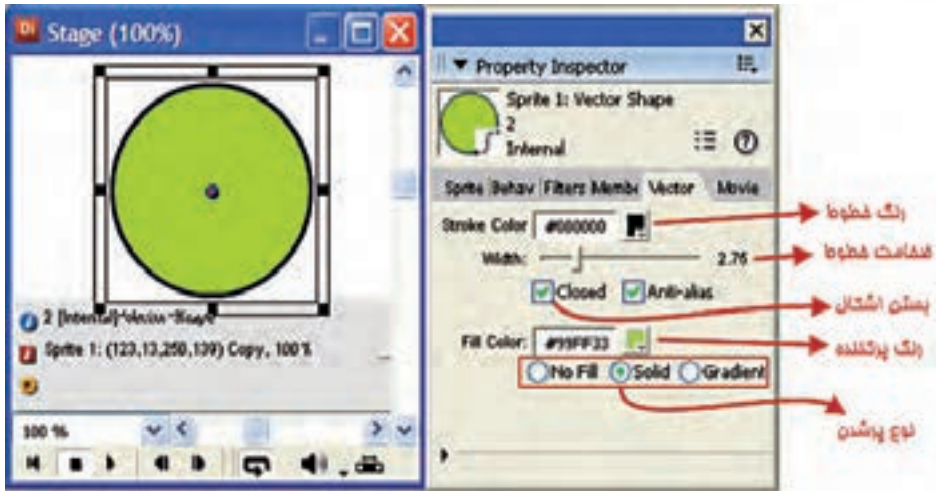 Di Stage (100%)
2 [Internal] Vector Shape
Sprite 1: (123,13,250,139) Copy, 100%
100 %
Property Inspector
Sprite 1: Vector Shape
2
Internal
Sprite Behav Filters Membe Vector Movie
Stroke Color #000000
رنگ خطوط
Width: 2.75
ضخامت خطوط
Closed Anti-alias
بستن اشکال
Fill Color: #99FF33
رنگ پرکننده
No Fill Solid Gradient
نوع پرشدن